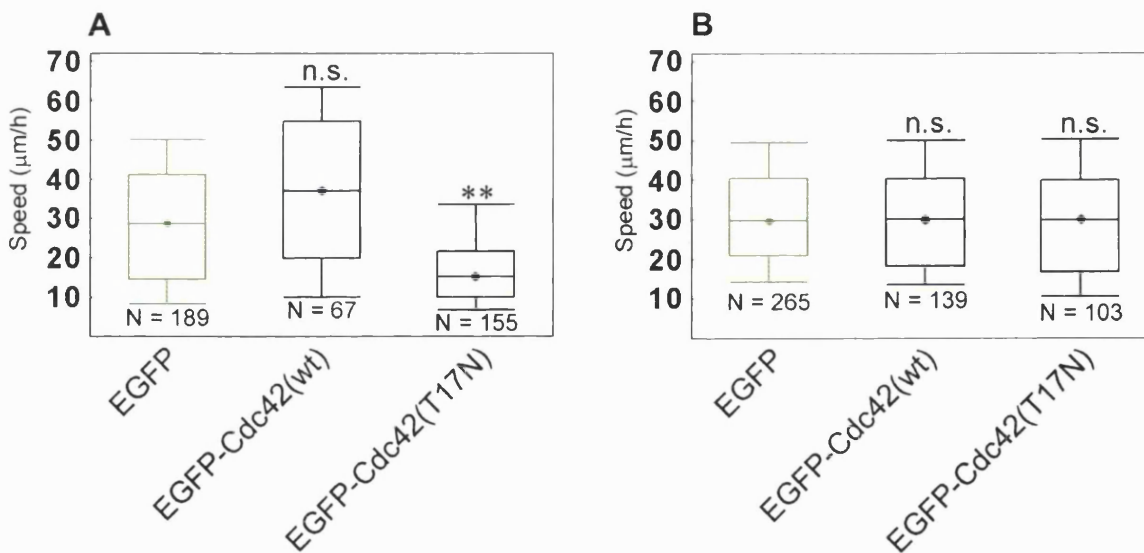 A
Speed (µm/h)
70
60
50
40
30
20
10
n.s.
**
N = 189
N = 67
N = 155
EGFP
EGFP-Cdc42(wt)
EGFP-Cdc42(T17N)
B
Speed (µm/h)
70
60
50
40
30
20
10
n.s.
n.s.
N = 265
N = 139
N = 103
EGFP
EGFP-Cdc42(wt)
EGFP-Cdc42(T17N)